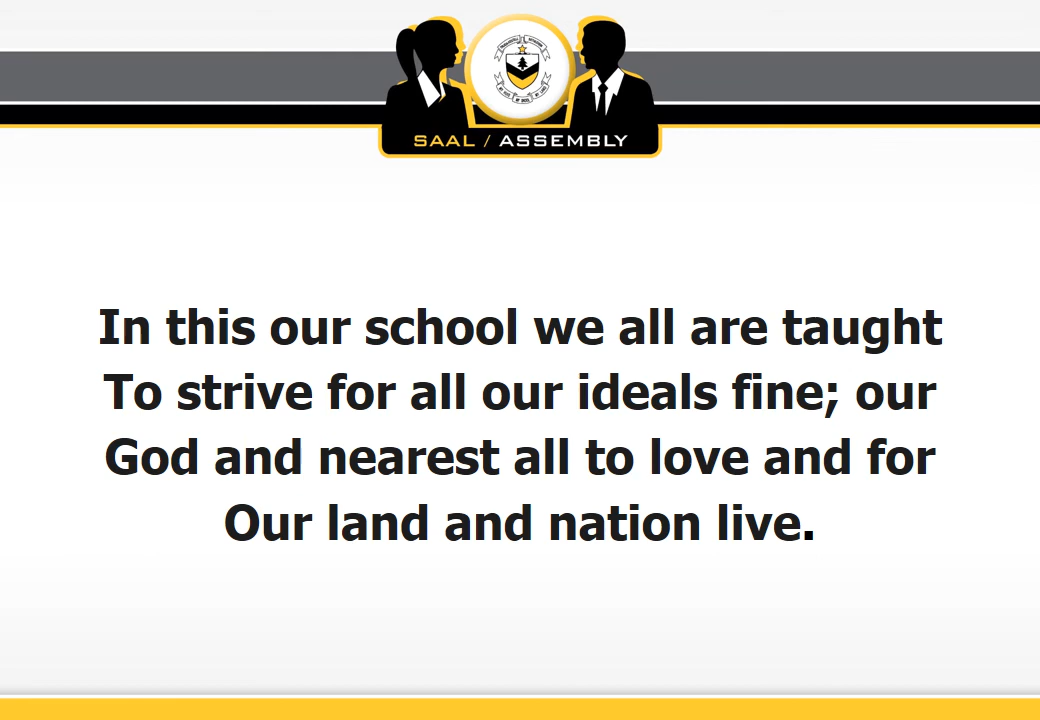 SAAL / ASSEMBLY
In this our school we all are taught
To strive for all our ideals fine; our
God and nearest all to love and for
Our land and nation live.